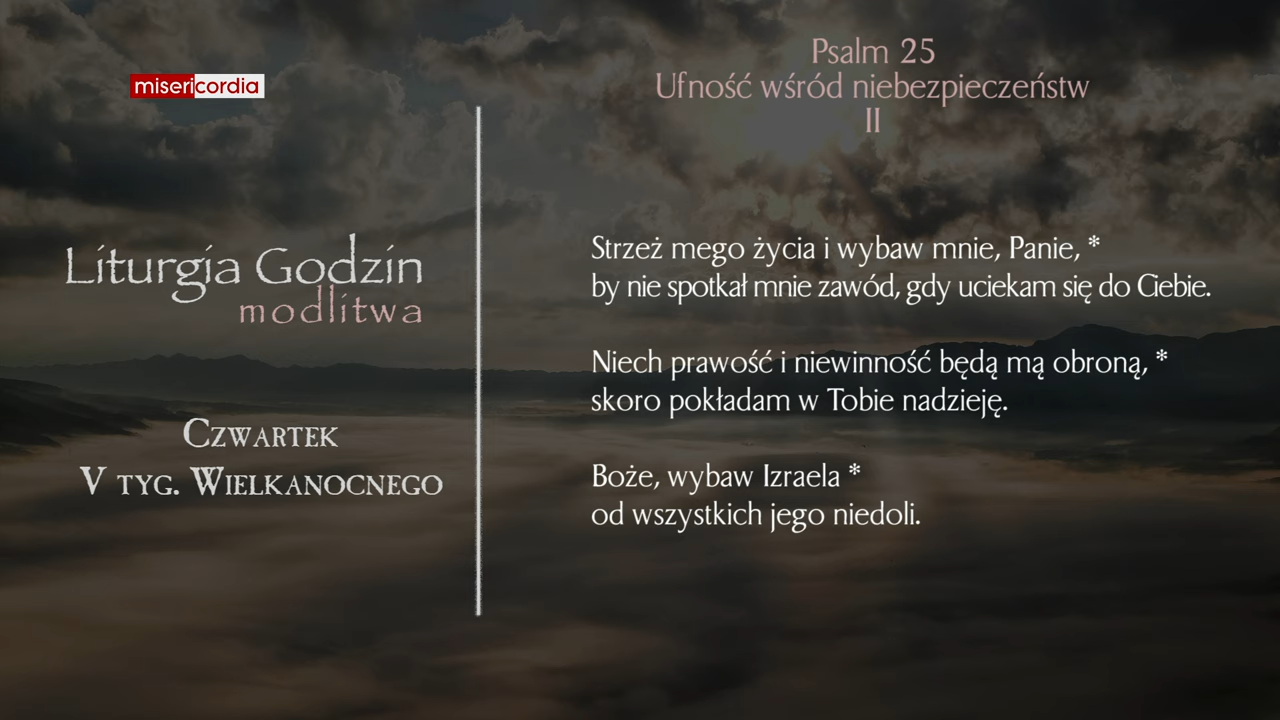 misericordia
Liturgia Godzin
modlitwa
Czwartek
V tyg. Wielkanocnego
Psalm 25
Ufność wśród niebezpieczeństw
II
Strzeż mego życia i wybaw mnie, Panie, *
by nie spotkał mnie zawód, gdy uciekam się do Ciebie.
Niech prawość i niewinność będą mą obroną, *
skoro pokładam w Tobie nadzieję.
Boże, wybaw Izraela *
od wszystkich jego niedoli.